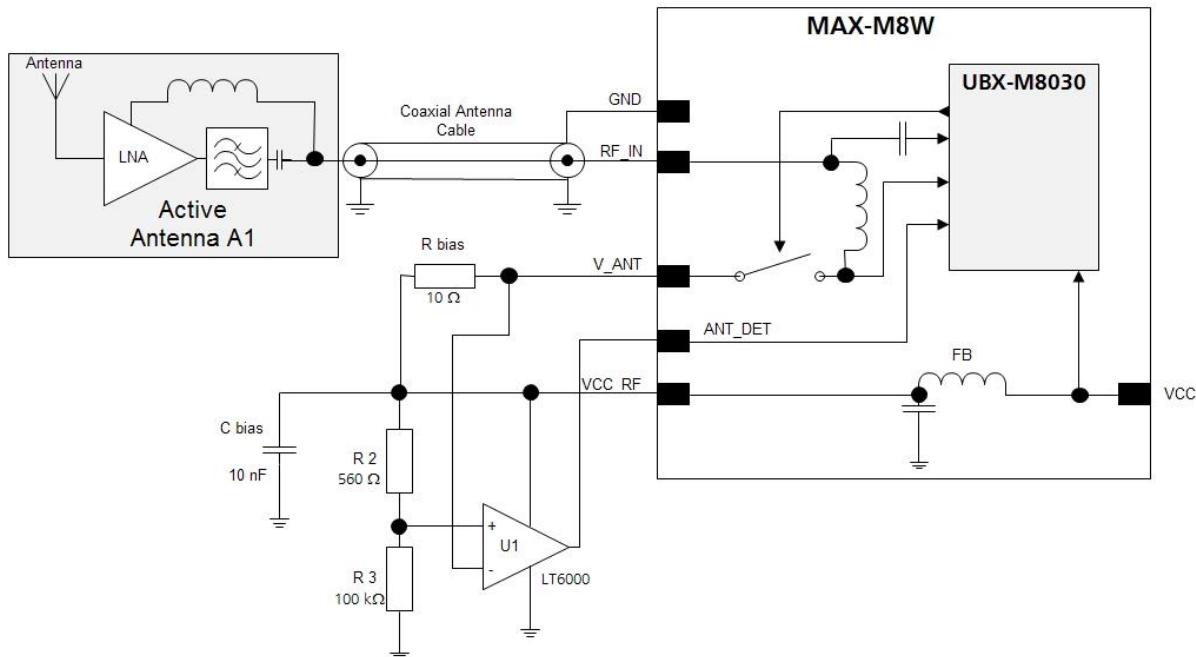 MAX-M8W
Antenna
UBX-M8030
GND
Coaxial Antenna
Cable
RF_IN
LNA
Active
Antenna A1
R bias
V_ANT
10 Ω
ANT_DET
FB
VCC_RF
VCC
C bias
R 2
10 nF
560 Ω
+
U1
-
R 3
LT6000
100 kΩ